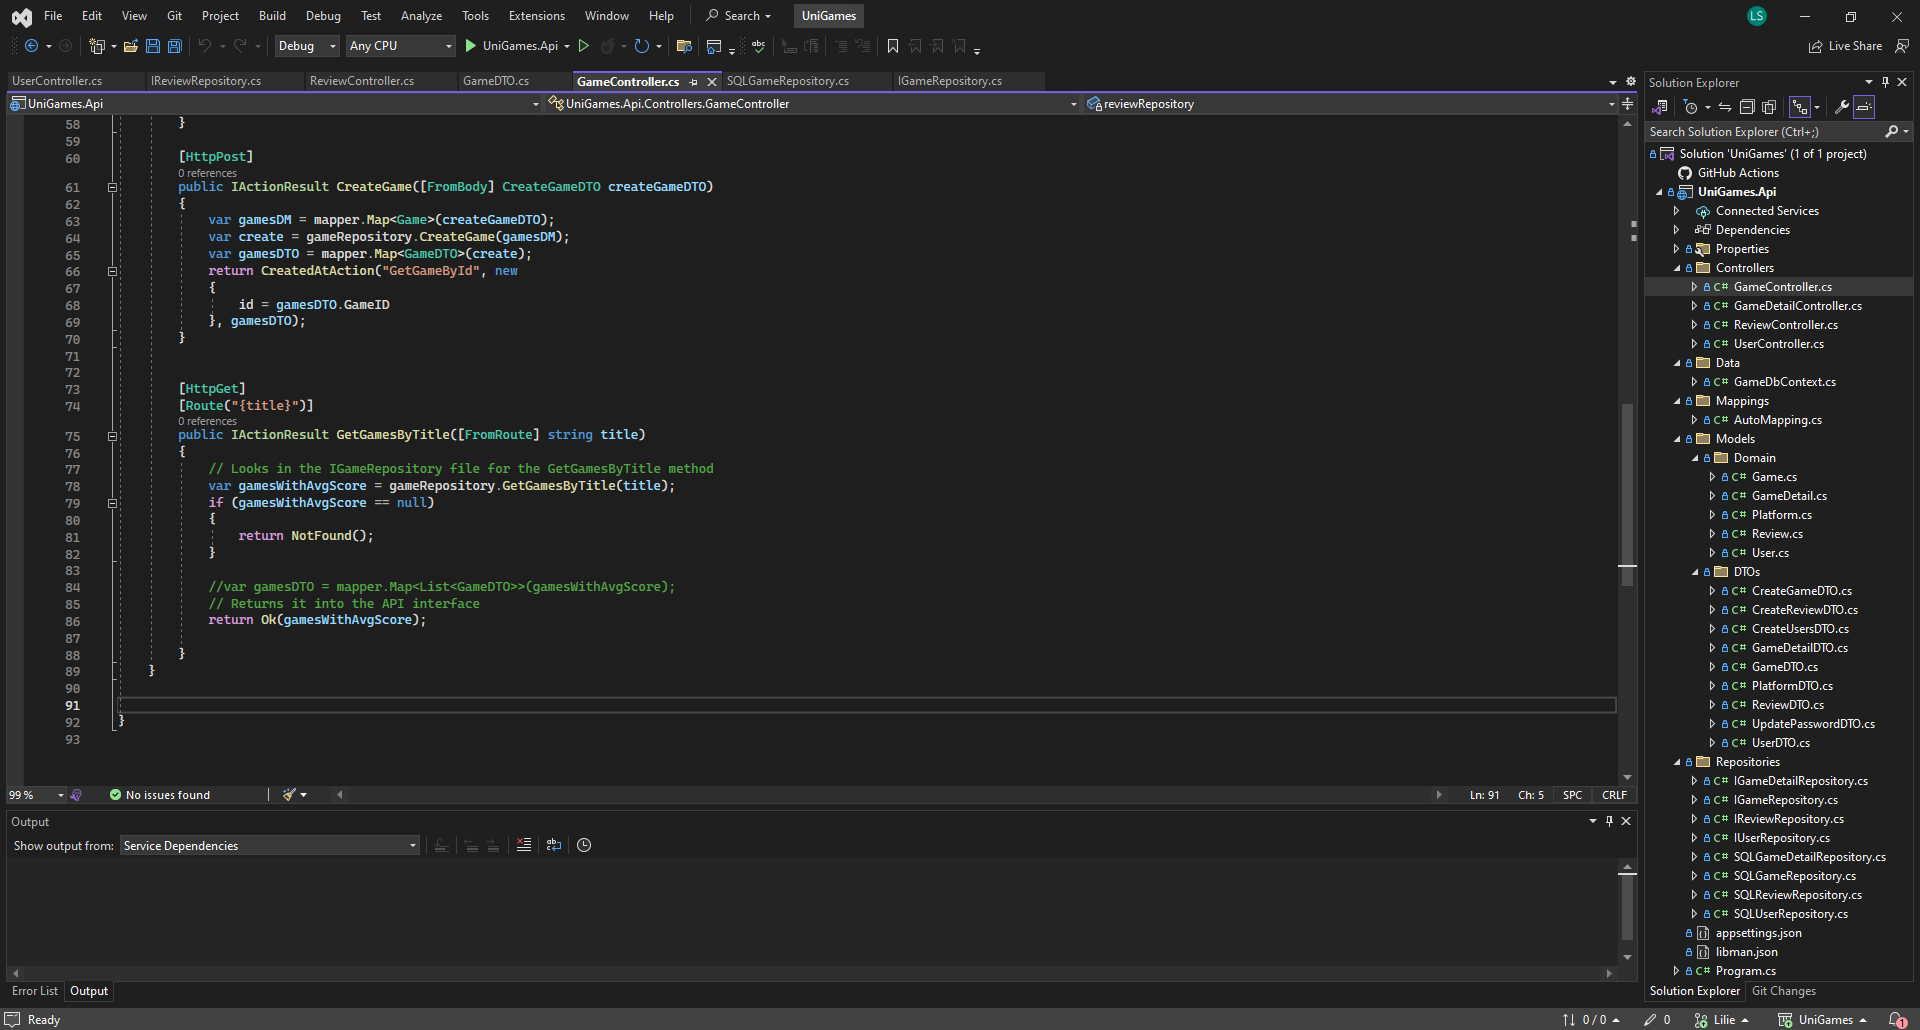 File Edit View Git Project Build Debug Test Analyze Tools Extensions Window Help Search UniGames LS
Debug Any CPU UniGames.Api Live Share
UserController.cs IReviewRepository.cs ReviewController.cs GameDTO.cs GameController.cs SQLGameRepository.cs IGameRepository.cs
UniGames.Api UniGames.Api.Controllers.GameController reviewRepository
58 }
59
60 [HttpPost]
0 references
61 public IActionResult CreateGame([FromBody] CreateGameDTO createGameDTO)
62 {
63 var gamesDM = mapper.Map<Game>(createGameDTO);
64 var create = gameRepository.CreateGame(gamesDM);
65 var gamesDTO = mapper.Map<GameDTO>(create);
66 return CreatedAtAction("GetGameById", new
67 {
68 id = gamesDTO.GameID
69 }, gamesDTO);
70 }
71
72
73 [HttpGet]
74 [Route("{title}")]
0 references
75 public IActionResult GetGamesByTitle([FromRoute] string title)
76 {
77 // Looks in the IGameRepository file for the GetGamesByTitle method
78 var gamesWithAvgScore = gameRepository.GetGamesByTitle(title);
79 if (gamesWithAvgScore == null)
80 {
81 return NotFound();
82 }
83
84 //var gamesDTO = mapper.Map<List<GameDTO>>(gamesWithAvgScore);
85 // Returns it into the API interface
86 return Ok(gamesWithAvgScore);
87
88 }
89 }
90
91
92 }
93
99 % No issues found Ln: 91 Ch: 5 SPC CRLF
Output
Show output from: Service Dependencies
Error List Output
Solution Explorer
Search Solution Explorer (Ctrl+;)
Solution 'UniGames' (1 of 1 project)
GitHub Actions
UniGames.Api
Connected Services
Dependencies
Properties
Controllers
C# GameController.cs
C# GameDetailController.cs
C# ReviewController.cs
C# UserController.cs
Data
C# GameDbContext.cs
Mappings
C# AutoMapping.cs
Models
Domain
C# Game.cs
C# GameDetail.cs
C# Platform.cs
C# Review.cs
C# User.cs
DTOs
C# CreateGameDTO.cs
C# CreateReviewDTO.cs
C# CreateUsersDTO.cs
C# GameDetailDTO.cs
C# GameDTO.cs
C# PlatformDTO.cs
C# ReviewDTO.cs
C# UpdatePasswordDTO.cs
C# UserDTO.cs
Repositories
C# IGameDetailRepository.cs
C# IGameRepository.cs
C# IReviewRepository.cs
C# IUserRepository.cs
C# SQLGameDetailRepository.cs
C# SQLGameRepository.cs
C# SQLReviewRepository.cs
C# SQLUserRepository.cs
appsettings.json
libman.json
C# Program.cs
Solution Explorer Git Changes
Ready 0 / 0 0 Lilie UniGames 1